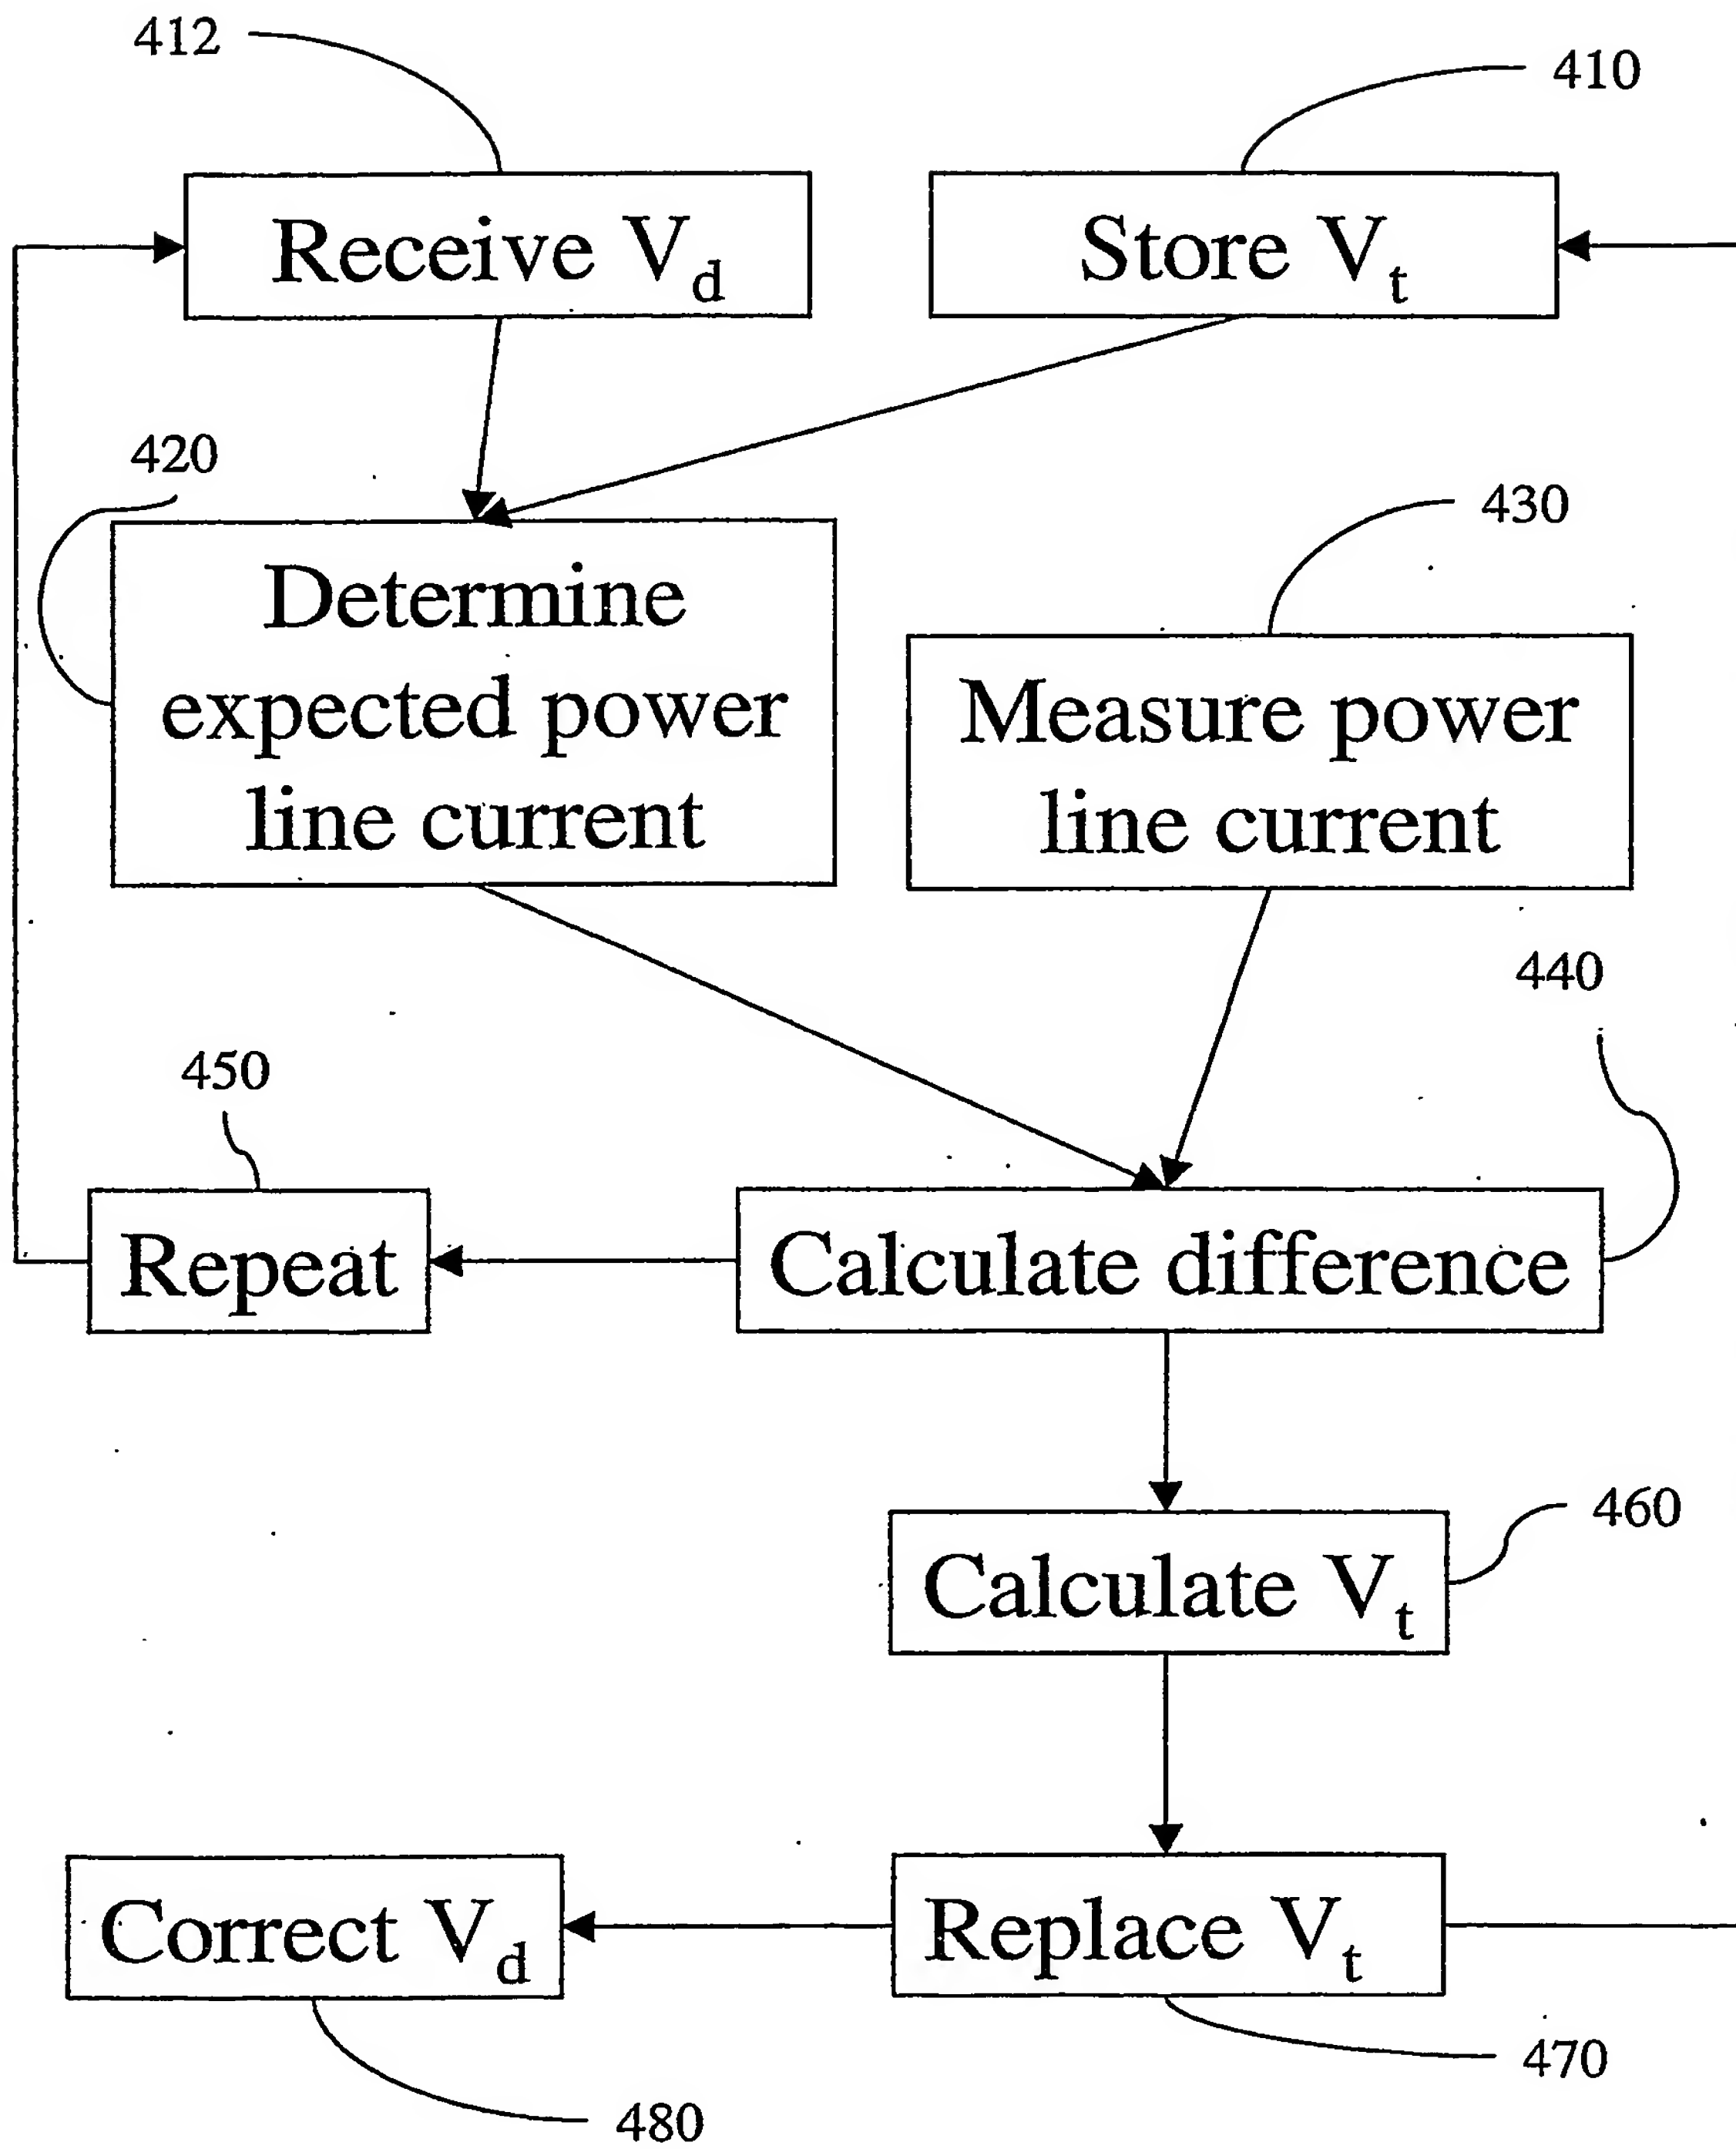 412
410
Receive Vd
Store Vt
420
430
Determine
expected power
line current
Measure power
line current
440
450
Repeat
Calculate difference
460
Calculate Vt
Correct Vd
Replace Vt
470
480